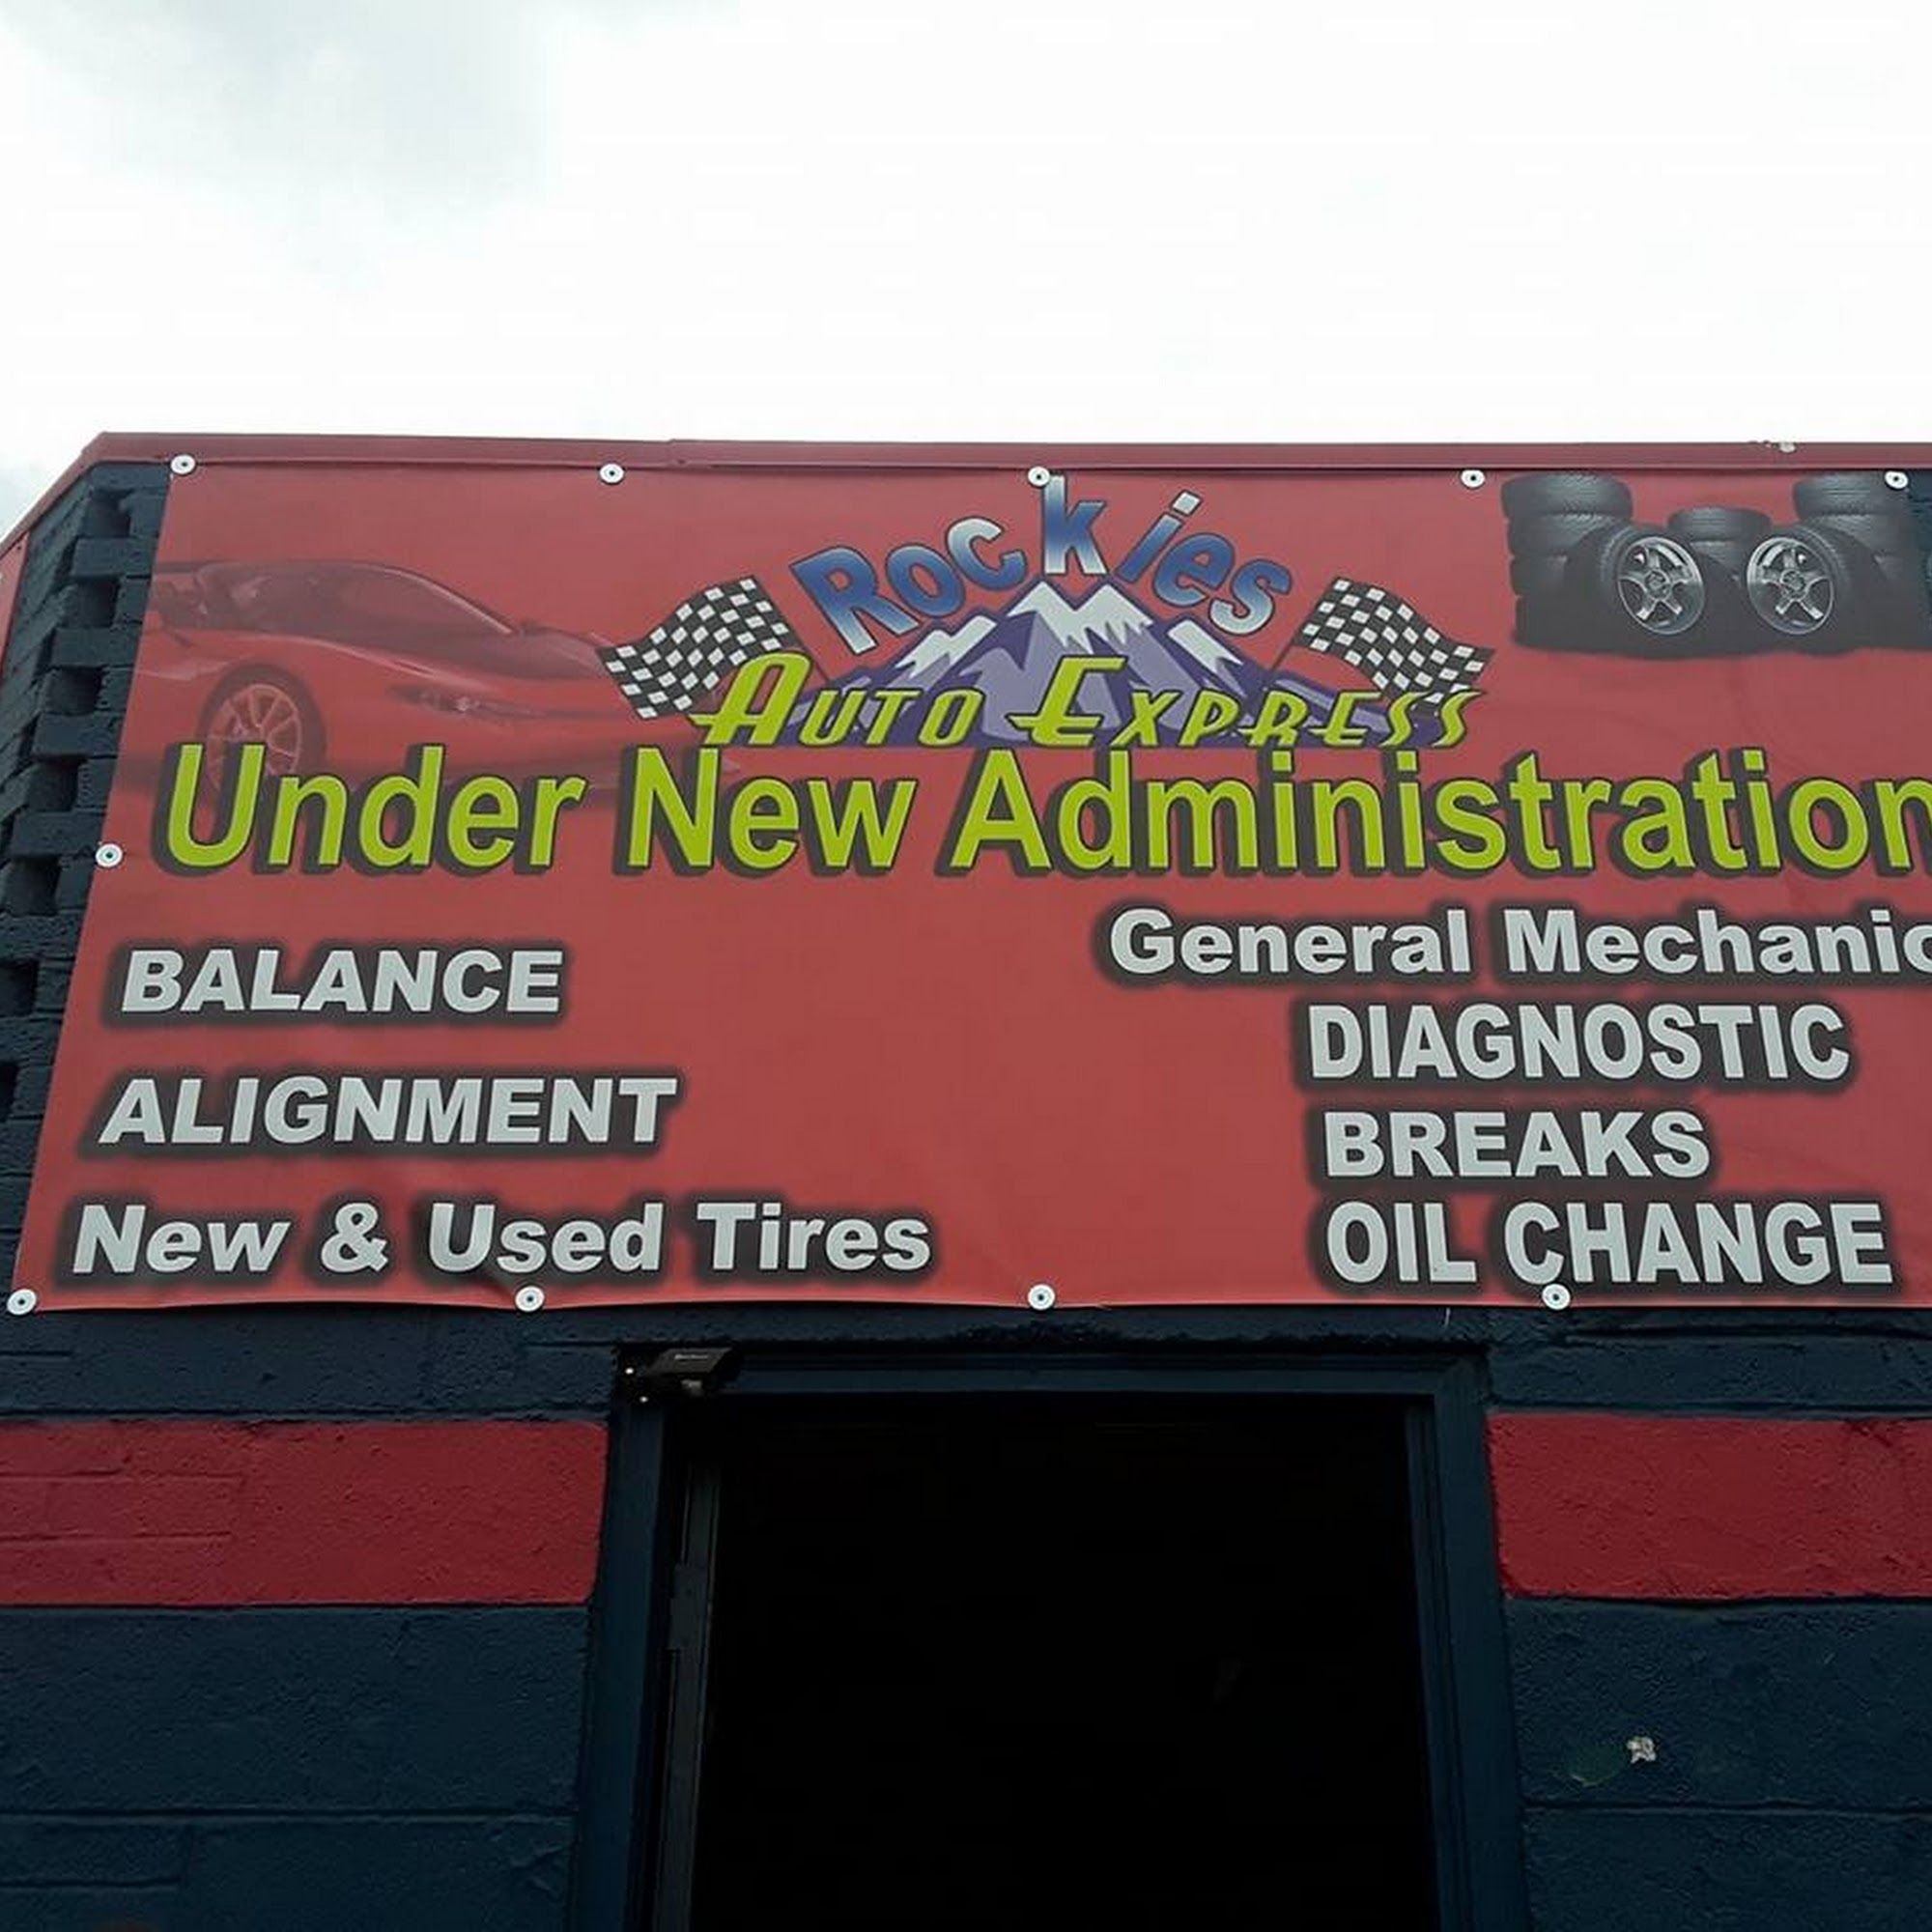 Rockies
AUTO EXPRESS
Under New Administration
BALANCE
ALIGNMENT
New & Used Tires
General Mechanic
DIAGNOSTIC
BREAKS
OIL CHANGE